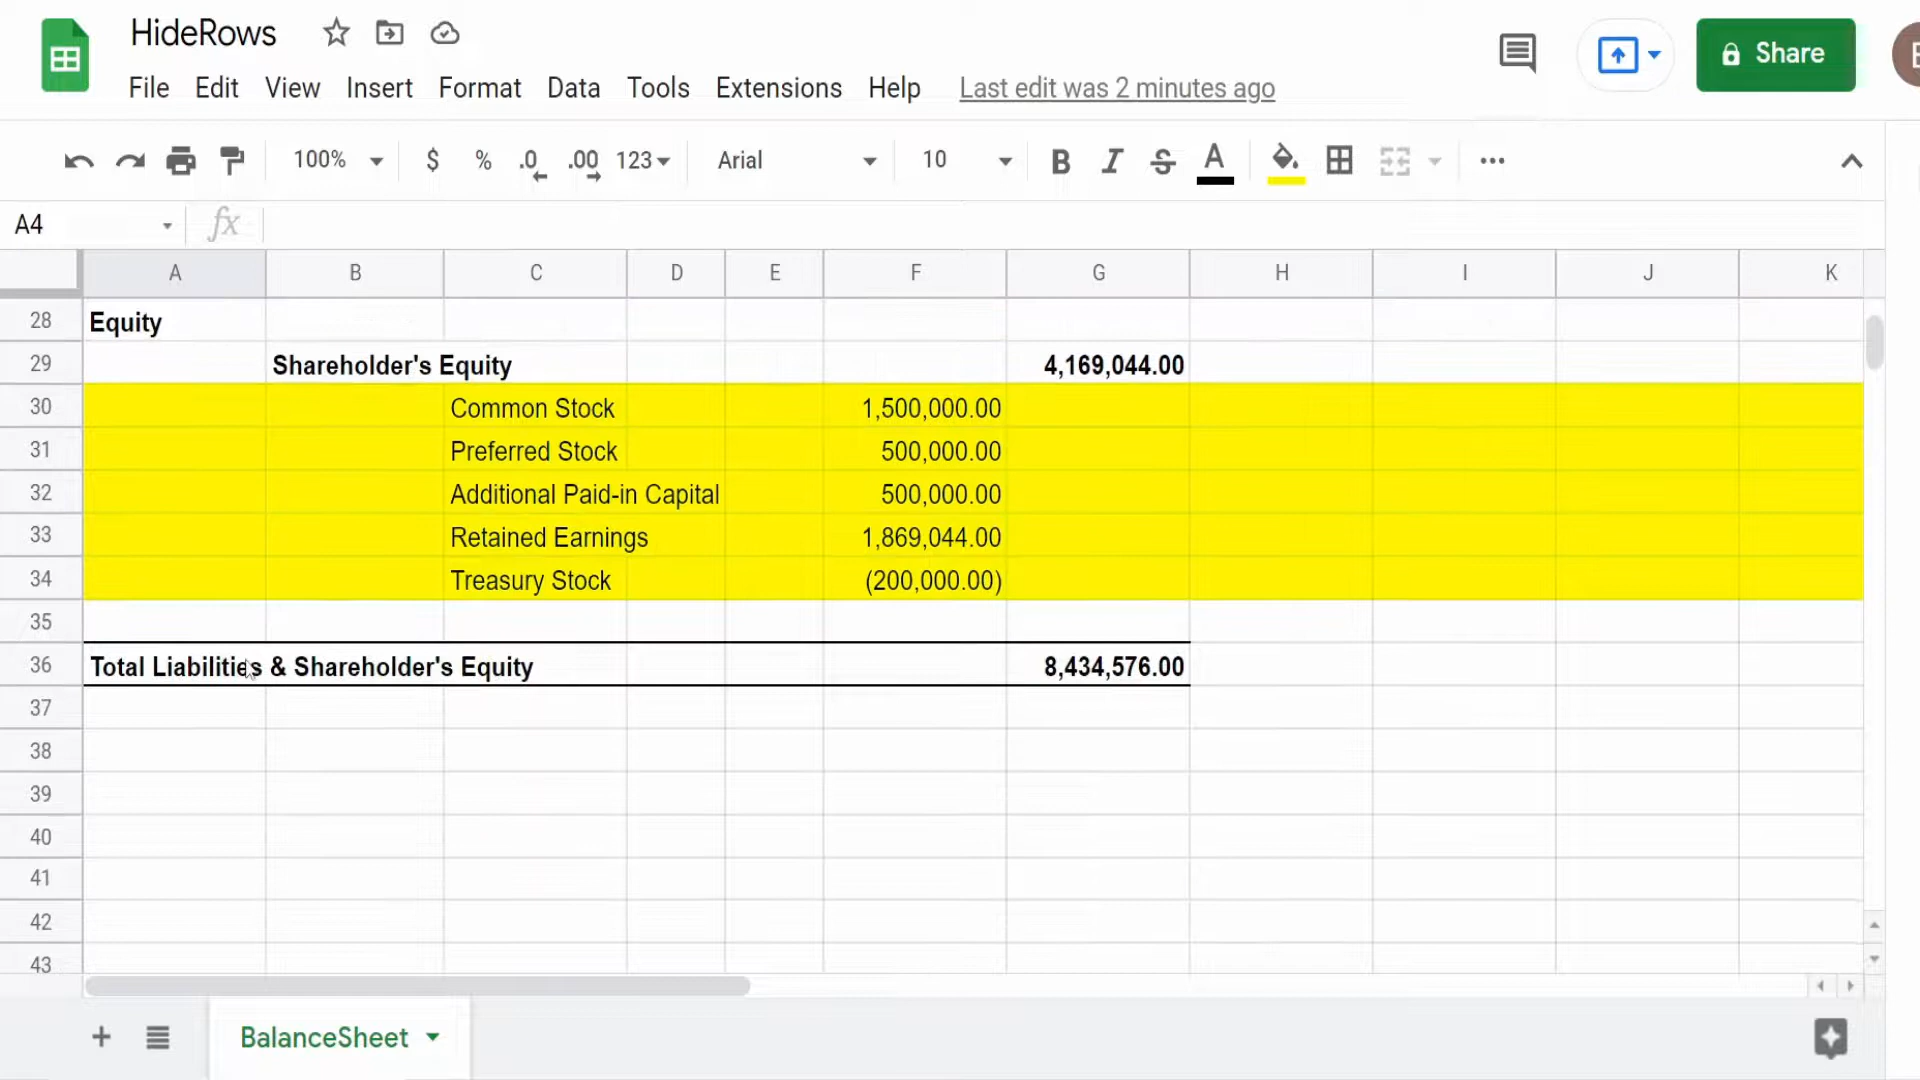 HideRows
File Edit View Insert Format Data Tools Extensions Help Last edit was 2 minutes ago
Share
100% $ % .0 .00 123 Arial 10 B I S A
A4 fx
A B C D E F G H I J K
28 Equity
29 Shareholder's Equity 4,169,044.00
30 Common Stock 1,500,000.00
31 Preferred Stock 500,000.00
32 Additional Paid-in Capital 500,000.00
33 Retained Earnings 1,869,044.00
34 Treasury Stock (200,000.00)
35
36 Total Liabilities & Shareholder's Equity 8,434,576.00
37
38
39
40
41
42
43
BalanceSheet